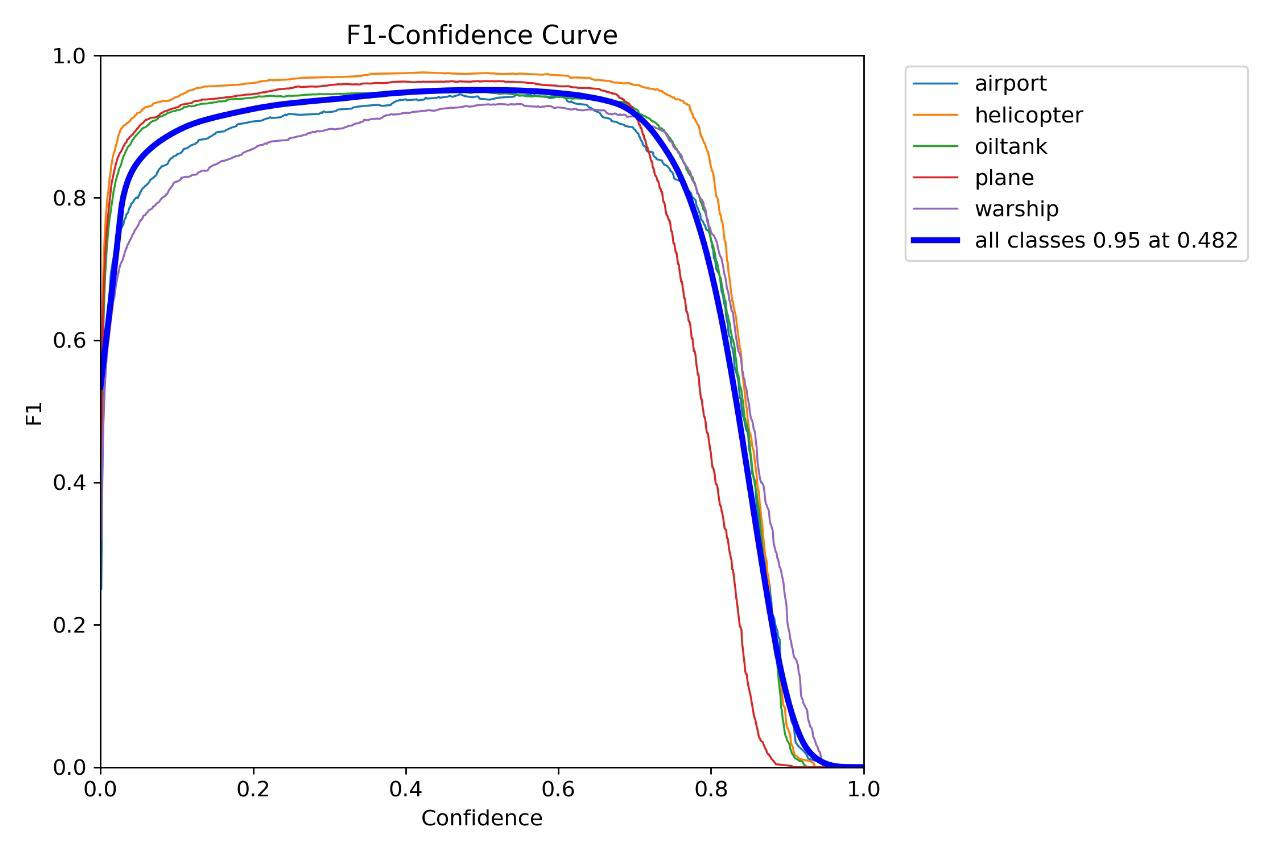 F1-Confidence Curve
1.0
0.8
0.6
0.4
0.2
0.0
F1
0.0 0.2 0.4 0.6 0.8 1.0
Confidence
airport
helicopter
oiltank
plane
warship
all classes 0.95 at 0.482